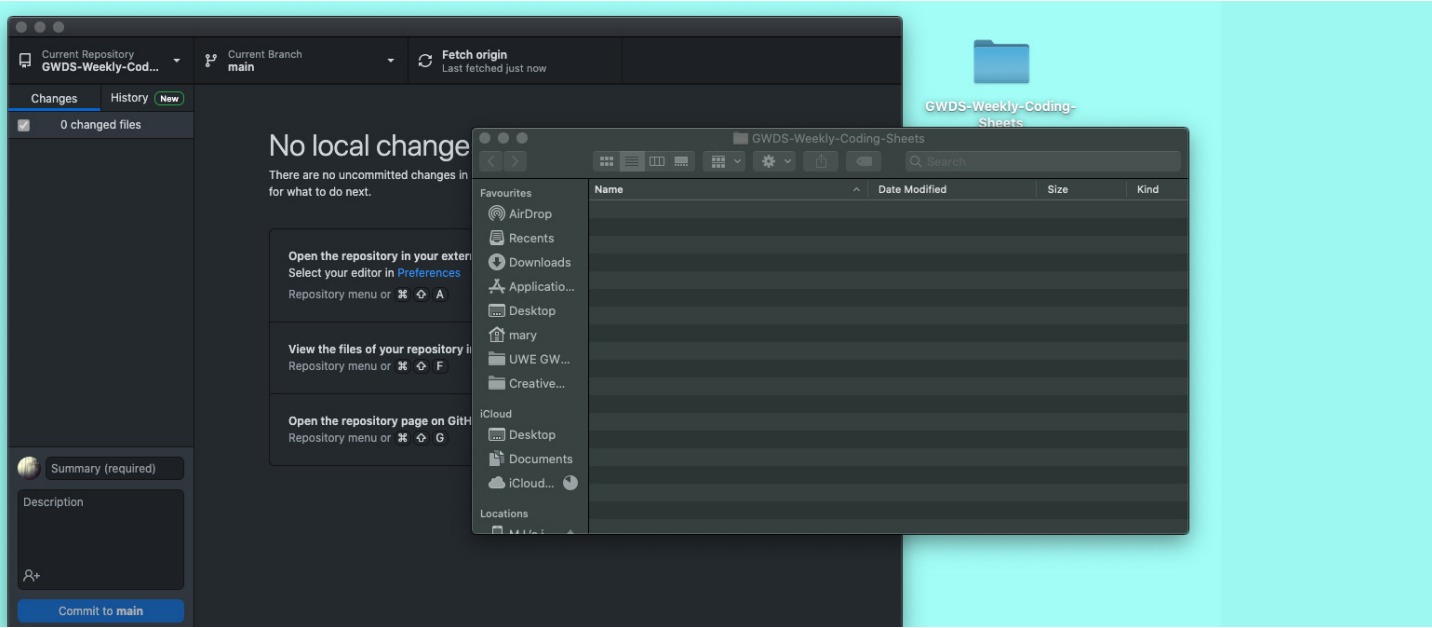 Current Repository
GWDS-Weekly-Cod...
Current Branch
main
Fetch origin
Last fetched just now
Changes
History New
0 changed files
No local change
There are no uncommitted changes in
for what to do next.
Open the repository in your exter
Select your editor in Preferences
Repository menu or ⌘ ⇧ A
View the files of your repository i
Repository menu or ⌘ ⇧ F
Open the repository page on GitH
Repository menu or ⌘ ⇧ G
Summary (required)
Description
Commit to main
GWDS-Weekly-Coding-Sheets
Search
Favourites
AirDrop
Recents
Downloads
Applicatio...
Desktop
mary
UWE GW...
Creative...
iCloud
Desktop
Documents
iCloud...
Locations
Name
Date Modified
Size
Kind
GWDS-Weekly-Coding-
Sheets